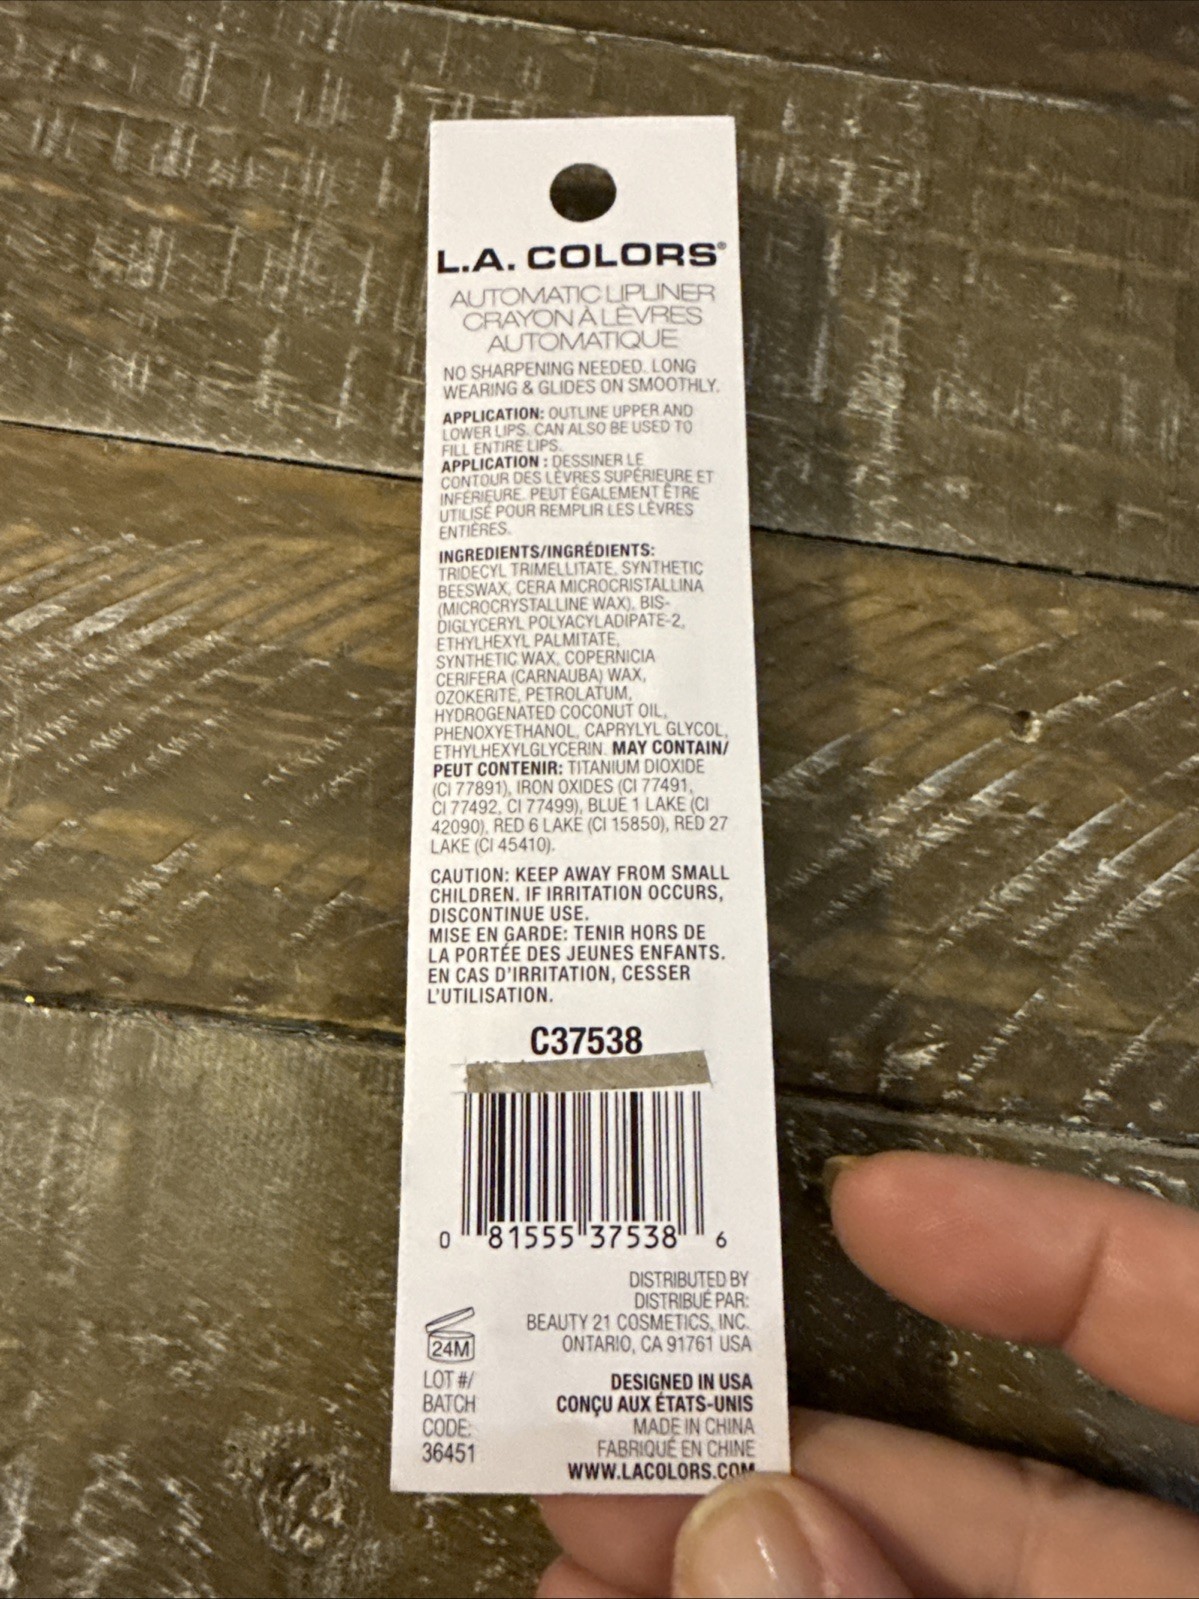 L.A. COLORS®
AUTOMATIC LIPLINER
CRAYON À LÈVRES
AUTOMATIQUE
NO SHARPENING NEEDED. LONG
WEARING & GLIDES ON SMOOTHLY.
APPLICATION: OUTLINE UPPER AND
LOWER LIPS. CAN ALSO BE USED TO
FILL ENTIRE LIPS.
APPLICATION : DESSINER LE
CONTOUR DES LÈVRES SUPÉRIEURE ET
INFÉRIEURE. PEUT ÉGALEMENT ÊTRE
UTILISÉ POUR REMPLIR LES LÈVRES
ENTIÈRES.
INGREDIENTS/INGRÉDIENTS:
TRIDECYL TRIMELLITATE, SYNTHETIC
BEESWAX, CERA MICROCRISTALLINA
(MICROCRYSTALLINE WAX), BIS-
DIGLYCERYL POLYACYLADIPATE-2,
ETHYLHEXYL PALMITATE,
SYNTHETIC WAX, COPERNICIA
CERIFERA (CARNAUBA) WAX,
OZOKERITE, PETROLATUM,
HYDROGENATED COCONUT OIL,
PHENOXYETHANOL, CAPRYLYL GLYCOL,
ETHYLHEXYLGLYCERIN. MAY CONTAIN/
PEUT CONTENIR: TITANIUM DIOXIDE
(CI 77891), IRON OXIDES (CI 77491,
CI 77492, CI 77499), BLUE 1 LAKE (CI
42090), RED 6 LAKE (CI 15850), RED 27
LAKE (CI 45410).
CAUTION: KEEP AWAY FROM SMALL
CHILDREN. IF IRRITATION OCCURS,
DISCONTINUE USE.
MISE EN GARDE: TENIR HORS DE
LA PORTÉE DES JEUNES ENFANTS.
EN CAS D'IRRITATION, CESSER
L'UTILISATION.
C37538
0 81555 37538 6
DISTRIBUTED BY
DISTRIBUÉ PAR:
BEAUTY 21 COSMETICS, INC.
ONTARIO, CA 91761 USA
24M
LOT #/
BATCH
CODE:
36451
DESIGNED IN USA
CONÇU AUX ÉTATS-UNIS
MADE IN CHINA
FABRIQUÉ EN CHINE
WWW.LACOLORS.COM